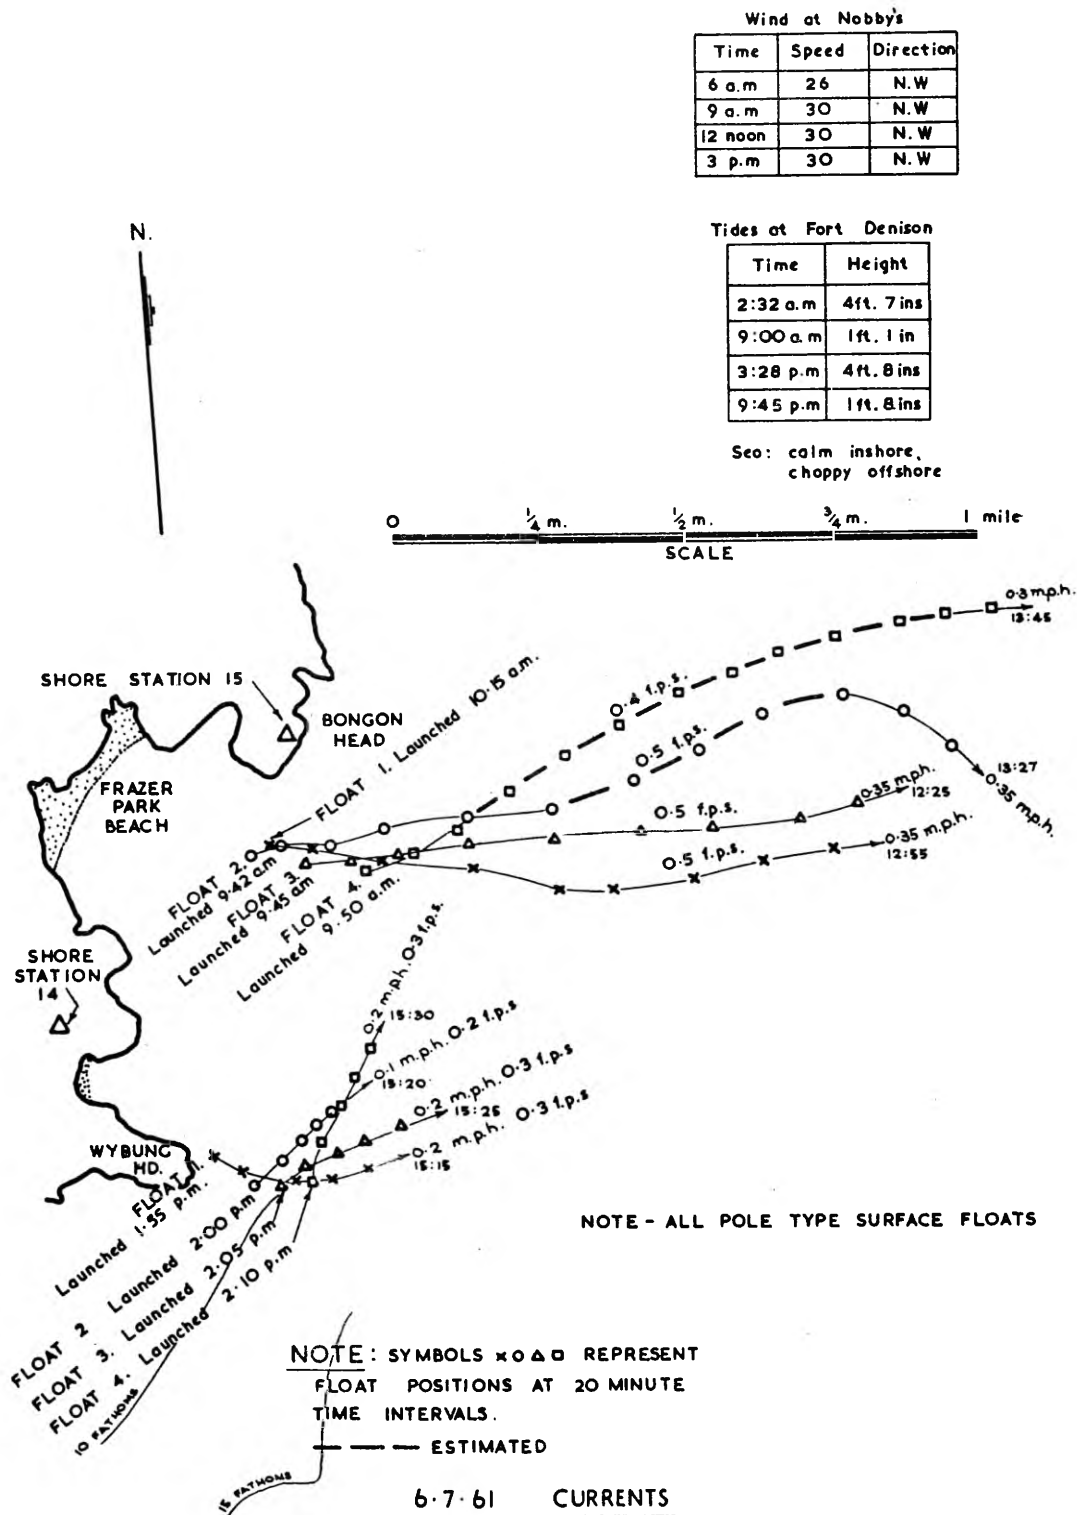 Wind at Nobby's
Time Speed Direction
6 a.m 26 N.W
9 a.m 30 N.W
12 noon 30 N.W
3 p.m 30 N.W
N.
Tides at Fort Denison
Time Height
2:32 a.m 4ft. 7ins
9:00 a.m 1ft. 1in
3:28 p.m 4ft. 8ins
9:45 p.m 1ft. 8ins
Sea: calm inshore,
choppy offshore
0 1/4 m. 1/2 m. 3/4 m. 1 mile
SCALE
0.3 m.p.h.
13:45
SHORE STATION 15
BONGON
HEAD
FLOAT 1. Launched 10.15 a.m.
0.4 f.p.s.
0.5 f.p.s.
13:27
0.35 m.p.h.
FRAZER
PARK
BEACH
0.5 f.p.s.
0.35 mph.
12:25
0.5 f.p.s.
0.35 m.p.h.
12:55
FLOAT 2.
Launched 9.42 a.m
FLOAT 3.
Launched 9.45 a.m
FLOAT 4.
Launched 9.50 a.m.
SHORE
STATION
14
0.2 m.p.h. 0.3 f.p.s.
15:30
0.1 m.p.h. 0.2 f.p.s
15:20
0.2 m.p.h. 0.3 f.p.s
15:25
0.2 m.p.h. 0.3 f.p.s
15:15
WYBUNG
HD.
FLOAT 1.
Launched 1.55 p.m.
FLOAT 2 Launched 2.00 p.m
FLOAT 3. Launched 2.05 p.m
FLOAT 4. Launched 2.10 p.m
10 FATHOMS
NOTE - ALL POLE TYPE SURFACE FLOATS
NOTE: SYMBOLS x O Δ □ REPRESENT
FLOAT POSITIONS AT 20 MINUTE
TIME INTERVALS.
— — — ESTIMATED
15 FATHOMS
6.7.61 CURRENTS